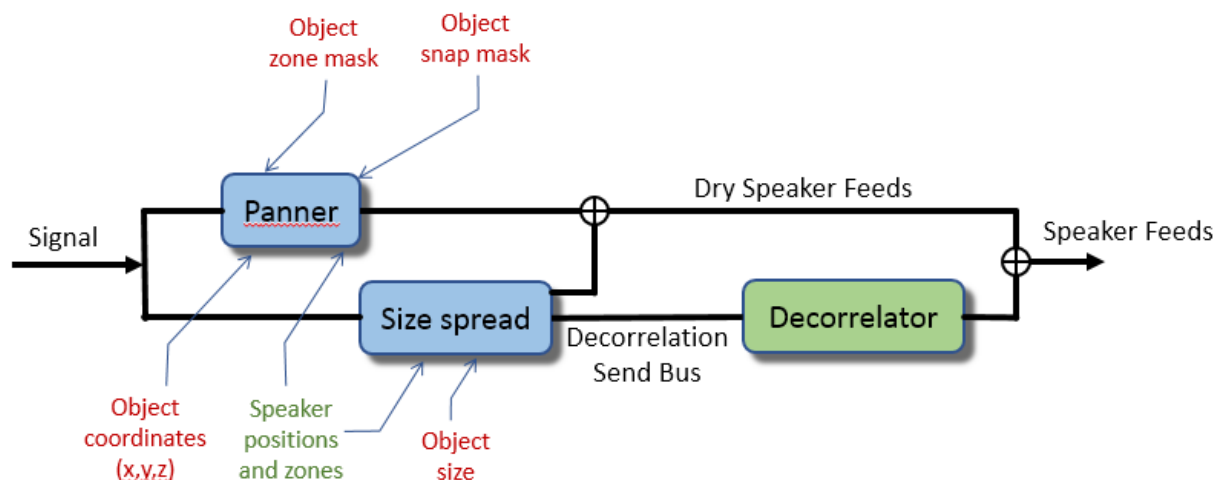 Object
zone mask
Object
snap mask
Panner
Dry Speaker Feeds
Signal
Speaker Feeds
Size spread
Decorrelation
Send Bus
Decorrelator
Object
coordinates
(x,y,z)
Speaker
positions
and zones
Object
size